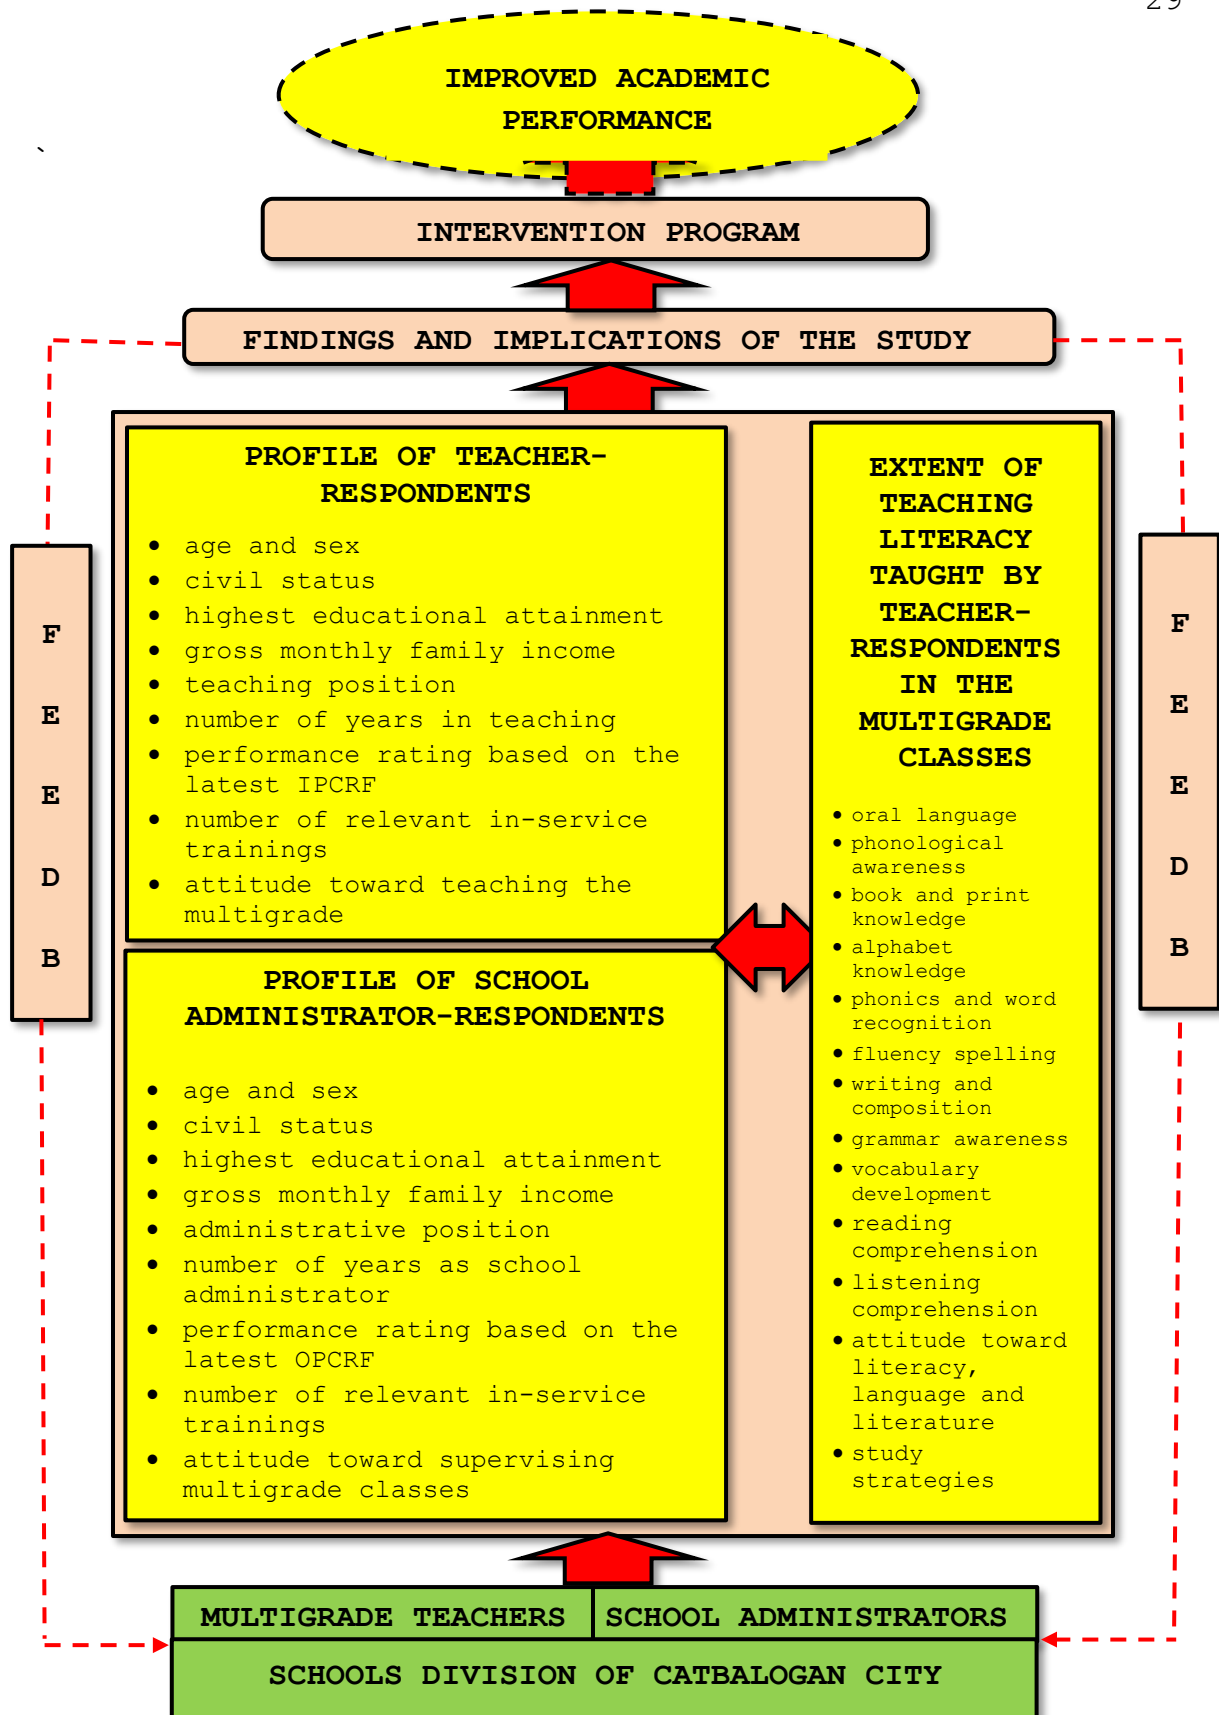 29
IMPROVED ACADEMIC
PERFORMANCE
`
INTERVENTION PROGRAM
FINDINGS AND IMPLICATIONS OF THE STUDY
PROFILE OF TEACHER-
RESPONDENTS
• age and sex
• civil status
• highest educational attainment
• gross monthly family income
• teaching position
• number of years in teaching
• performance rating based on the
latest IPCRF
• number of relevant in-service
trainings
• attitude toward teaching the
multigrade
PROFILE OF SCHOOL
ADMINISTRATOR-RESPONDENTS
• age and sex
• civil status
• highest educational attainment
• gross monthly family income
• administrative position
• number of years as school
administrator
• performance rating based on the
latest OPCRF
• number of relevant in-service
trainings
• attitude toward supervising
multigrade classes
EXTENT OF
TEACHING
LITERACY
TAUGHT BY
TEACHER-
RESPONDENTS
IN THE
MULTIGRADE
CLASSES
• oral language
• phonological
awareness
• book and print
knowledge
• alphabet
knowledge
• phonics and word
recognition
• fluency spelling
• writing and
composition
• grammar awareness
• vocabulary
development
• reading
comprehension
• listening
comprehension
• attitude toward
literacy,
language and
literature
• study
strategies
F
E
E
D
B
F
E
E
D
B
MULTIGRADE TEACHERS
SCHOOL ADMINISTRATORS
SCHOOLS DIVISION OF CATBALOGAN CITY